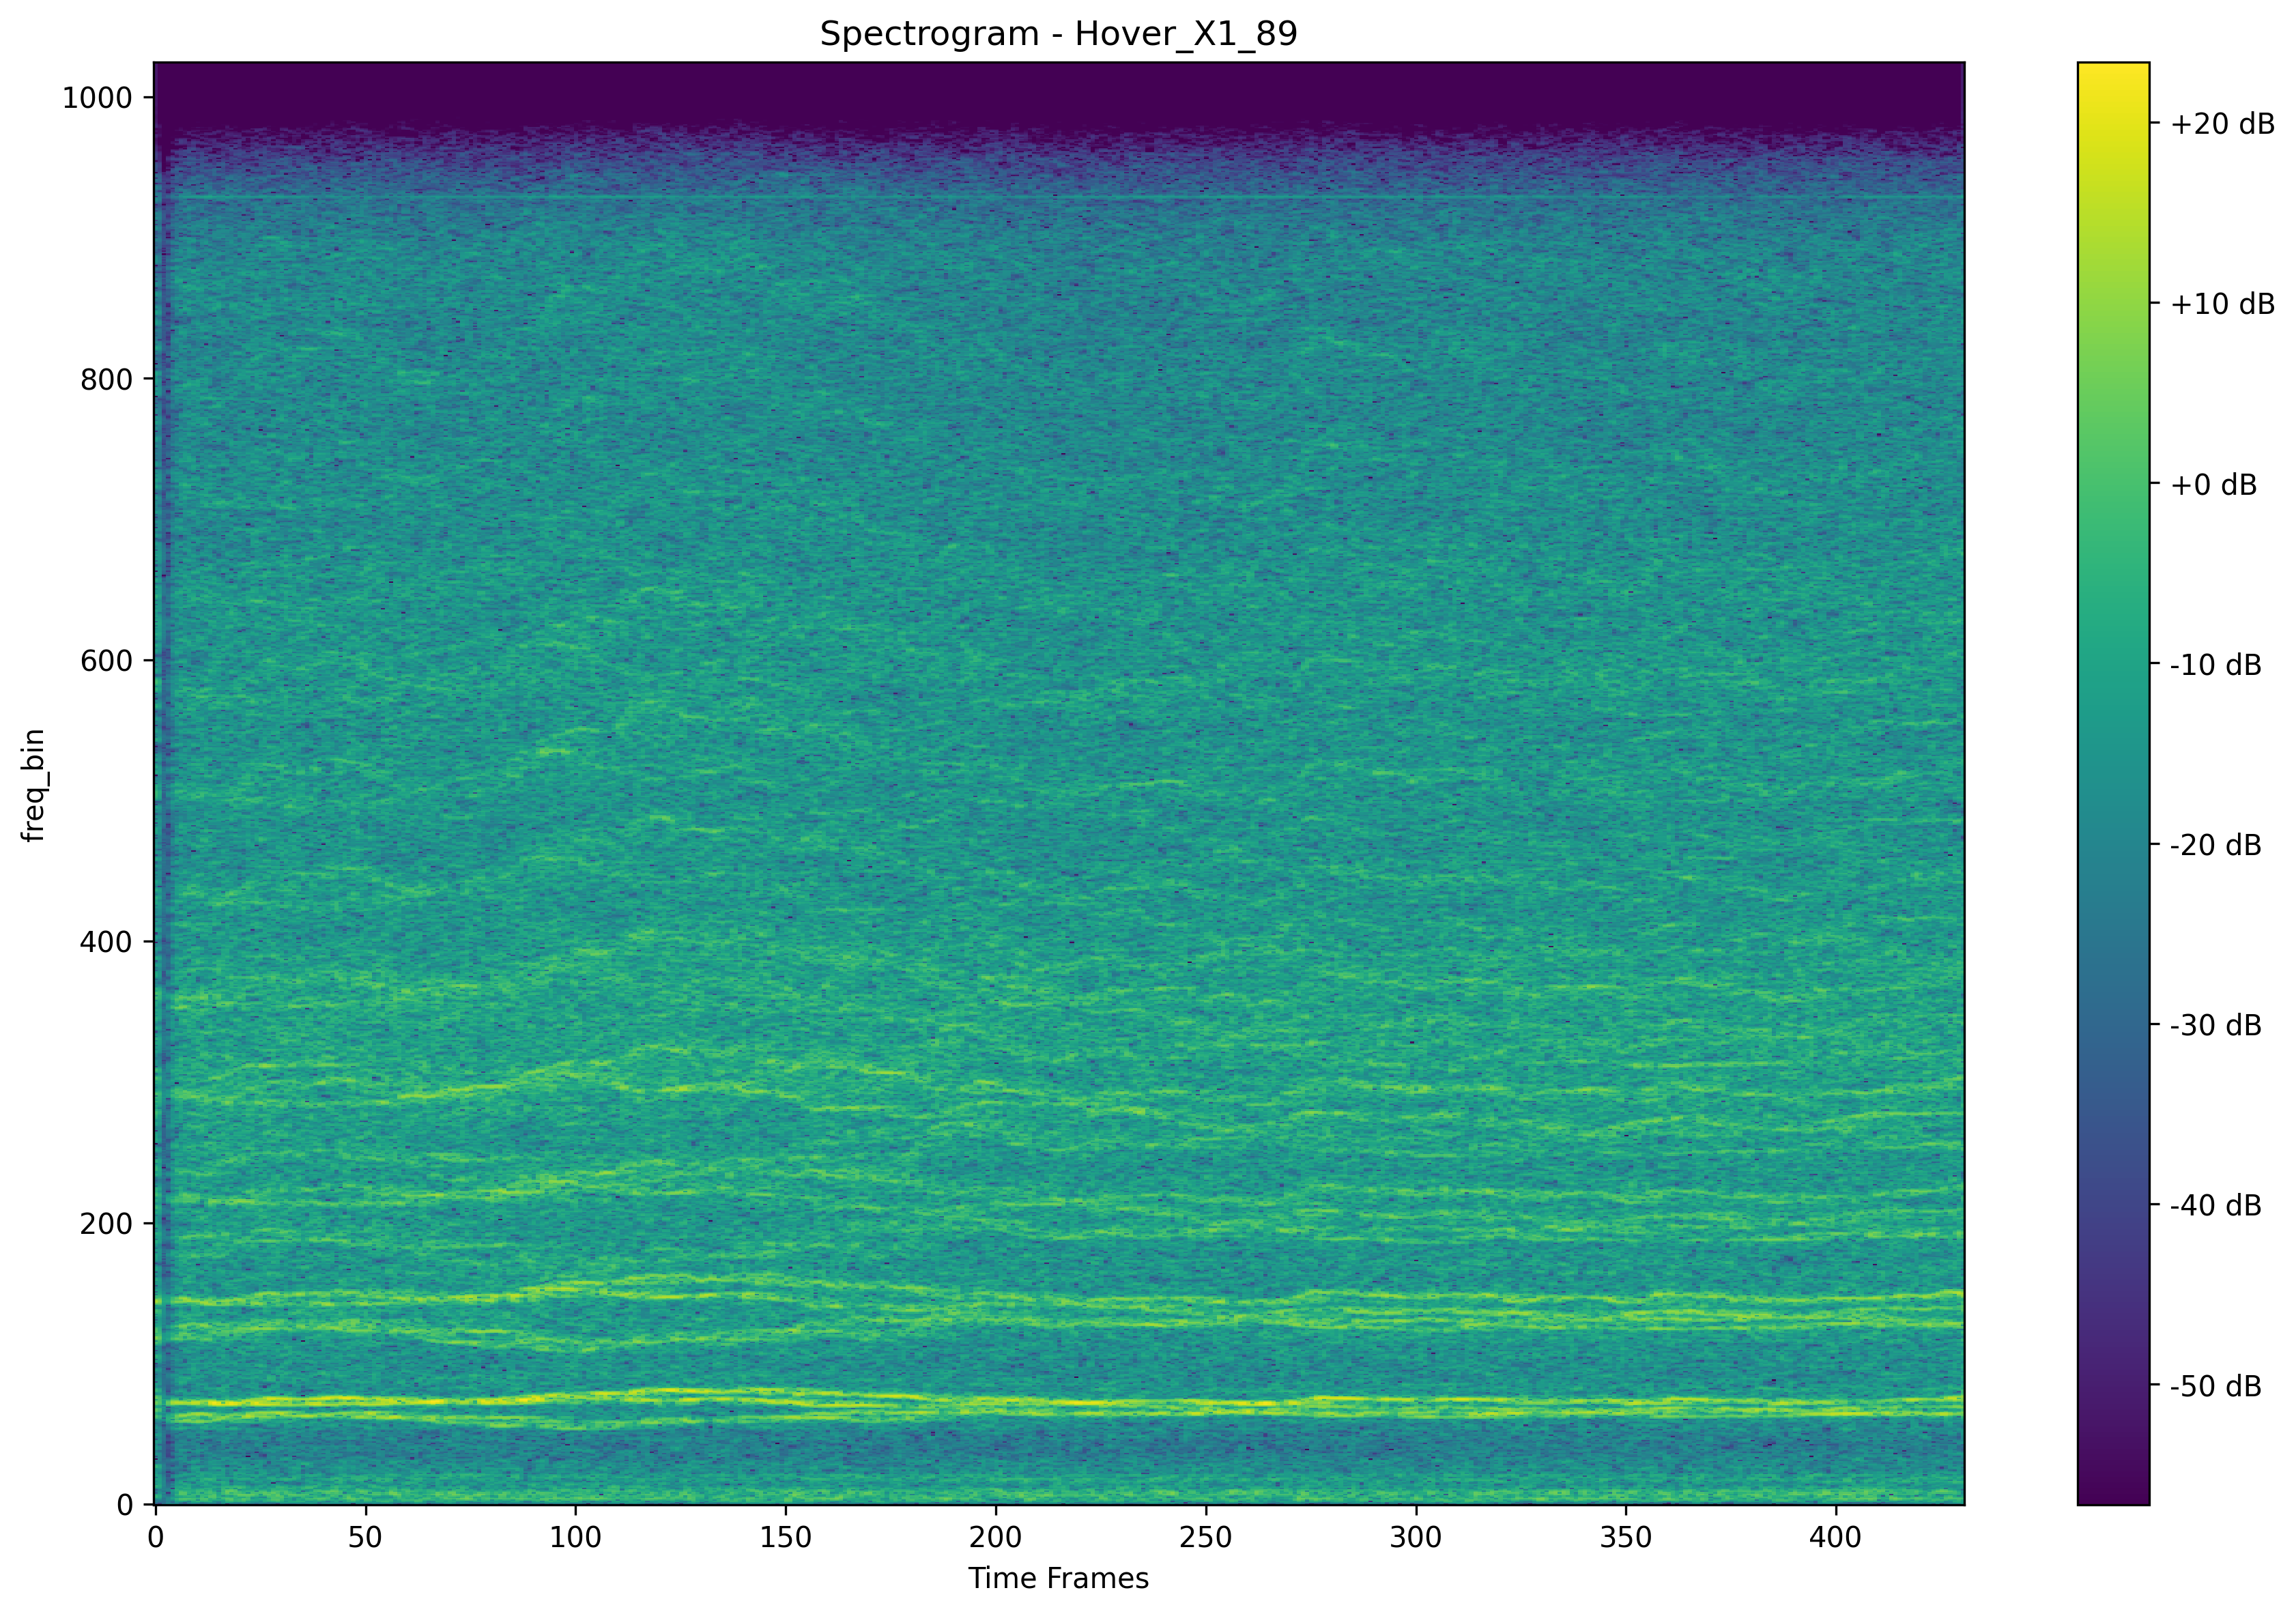 Spectrogram - Hover_X1_89
1000
800
600
400
200
0
freq_bin
0 50 100 150 200 250 300 350 400
Time Frames
+20 dB
+10 dB
+0 dB
-10 dB
-20 dB
-30 dB
-40 dB
-50 dB